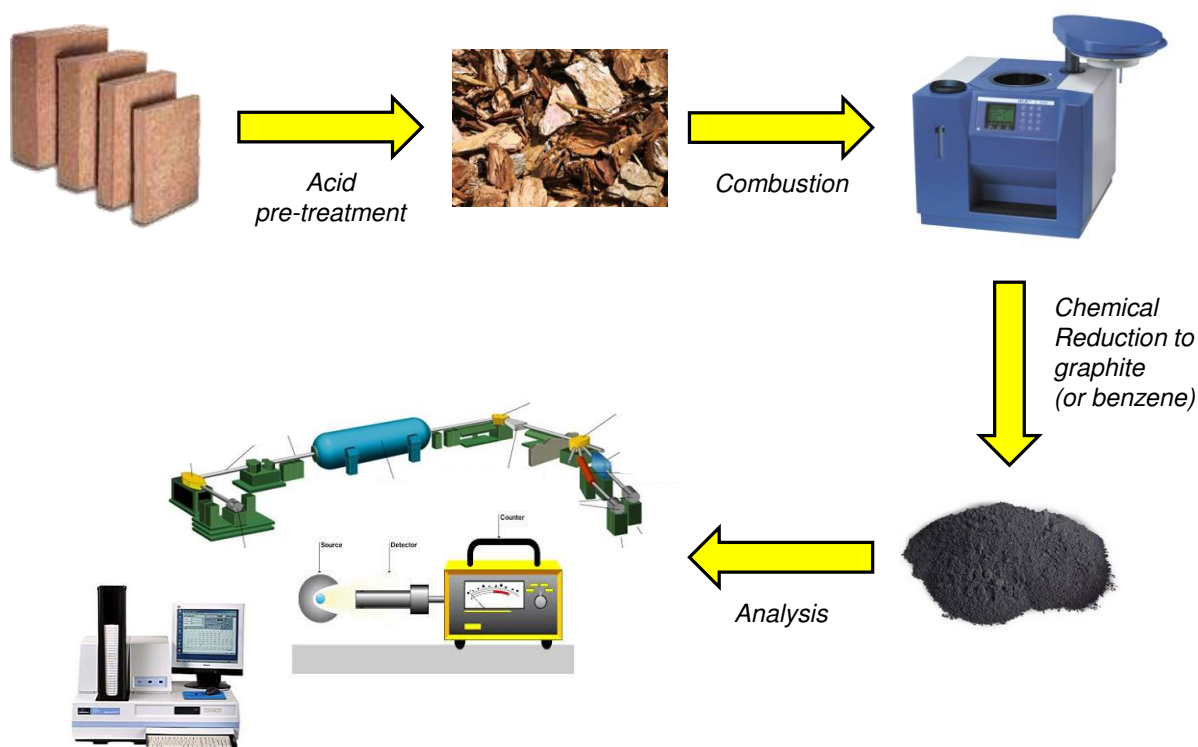 Acid
pre-treatment
Combustion
Chemical
Reduction to
graphite
(or benzene)
Counter
Source
Detector
Analysis